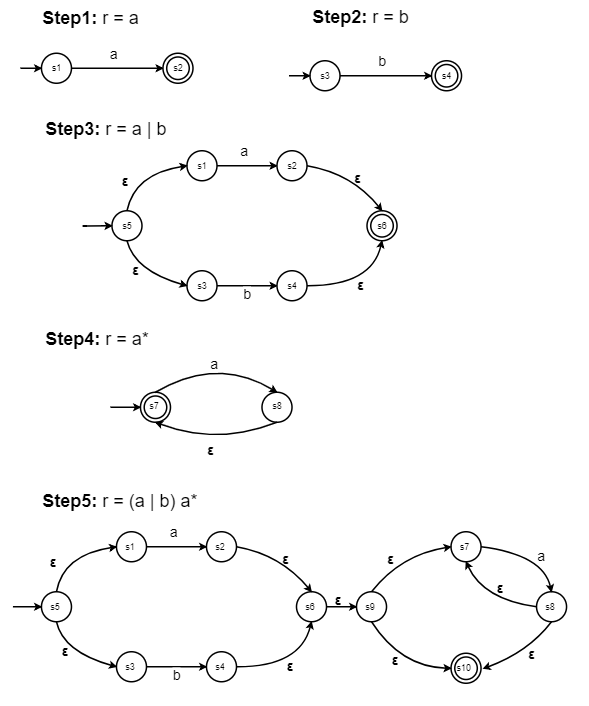 Step1: r = a
Step2: r = b
s1 a s2
s3 b s4
Step3: r = a | b
ε s1 a s2 ε
s5 s6
ε s3 b s4 ε
Step4: r = a*
a
s7 s8
ε
Step5: r = (a | b) a*
ε s1 a s2 ε ε s7 a
s5 s6 ε s9 ε s8
ε s3 b s4 ε ε s10 ε